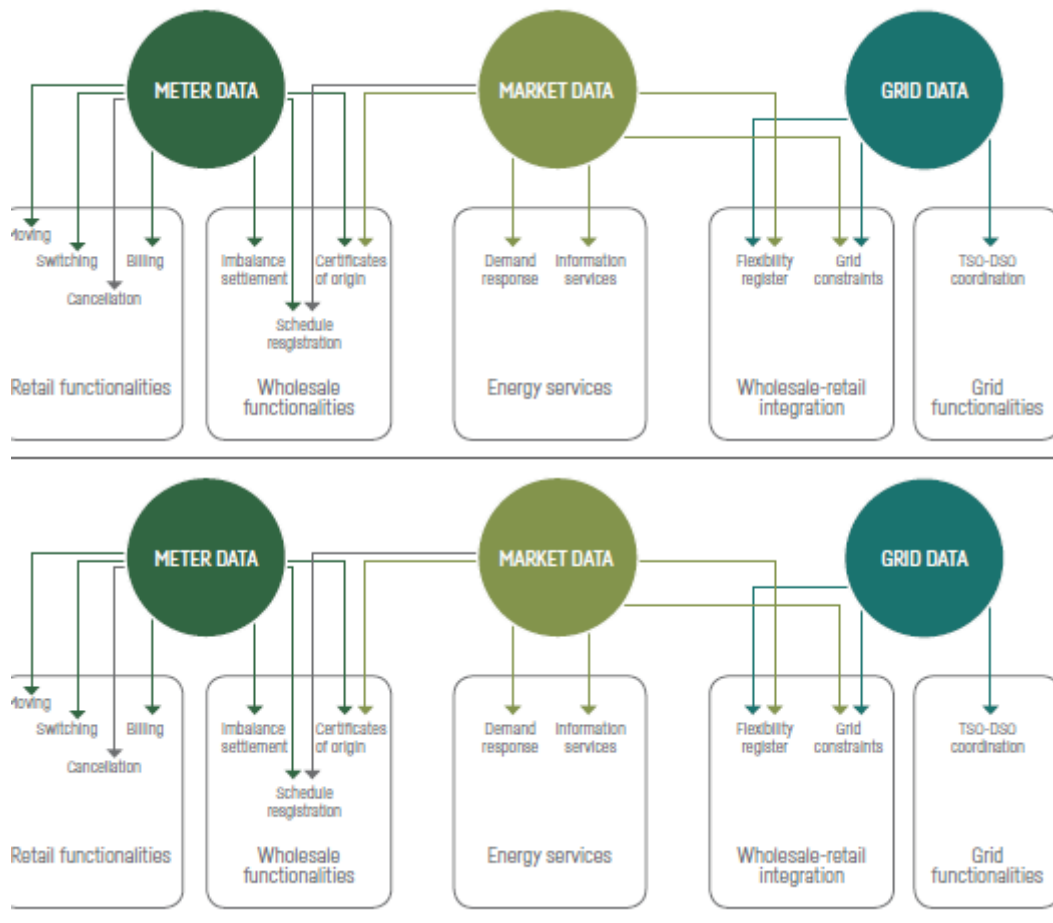 METER DATA
MARKET DATA
GRID DATA
Moving
Switching
Billing
Cancellation
Imbalance
settlement
Certificates
of origin
Schedule
resgistration
Demand
response
Information
services
Flexibility
register
Grid
constraints
TSO-DSO
coordination
Retail functionalities
Wholesale
functionalities
Energy services
Wholesale-retail
integration
Grid
functionalities
METER DATA
MARKET DATA
GRID DATA
Moving
Switching
Billing
Cancellation
Imbalance
settlement
Certificates
of origin
Schedule
resgistration
Demand
response
Information
services
Flexibility
register
Grid
constraints
TSO-DSO
coordination
Retail functionalities
Wholesale
functionalities
Energy services
Wholesale-retail
integration
Grid
functionalities